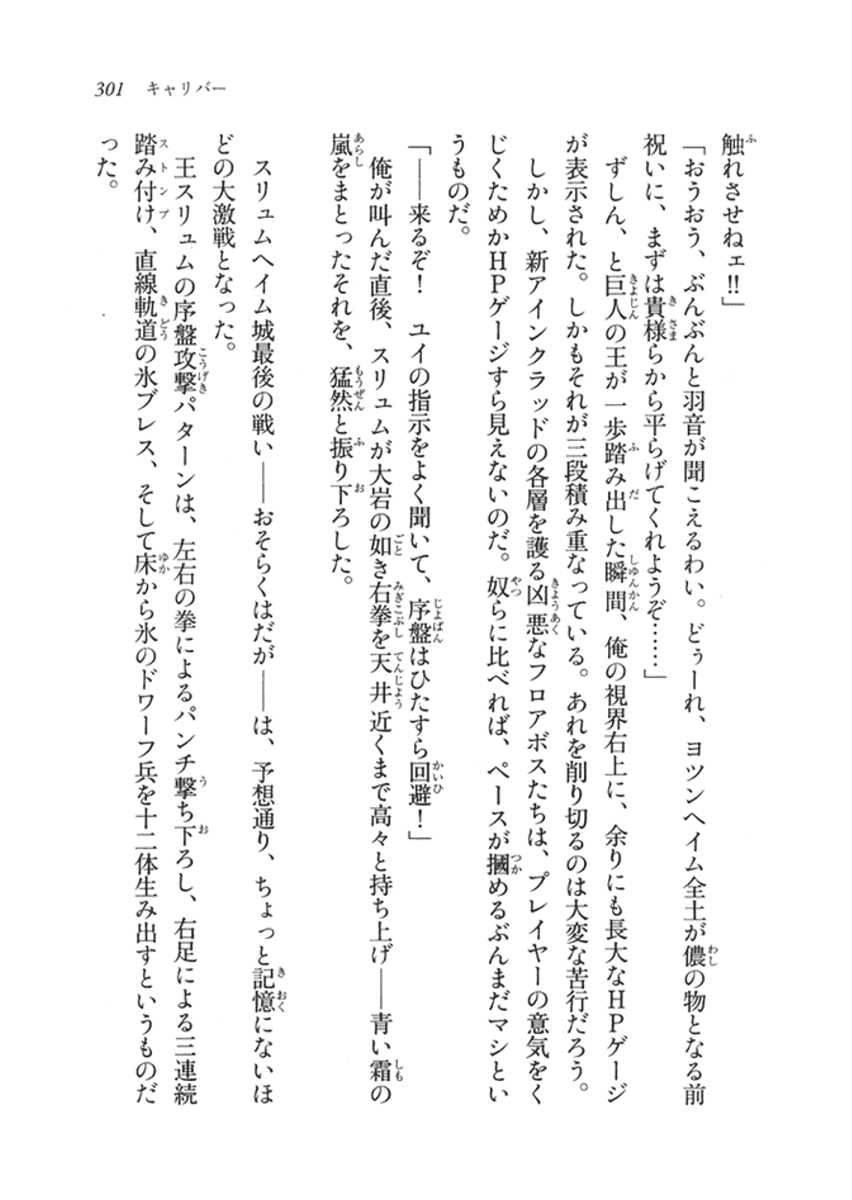 301 キャリバー
触れさせねェ!!」
「おうおう、ぶんぶんと羽音が聞こえるわい。どぅーれ、ヨツンヘイム全土が儂の物となる前
祝いに、まずは貴様らから平らげてくれようぞ……」
ずしん、と巨人の王が一歩踏み出した瞬間、俺の視界右上に、余りにも長大なHPゲージ
が表示された。しかもそれが三段積み重なっている。あれを削り切るのは大変な苦行だろう。
しかし、新アインクラッドの各層を護る凶悪なフロアボスたちは、プレイヤーの意気をく
じくためかHPゲージすら見えないのだ。奴らに比べれば、ペースが摑めるぶんまだマシとい
うものだ。
「――来るぞ！　ユイの指示をよく聞いて、序盤はひたすら回避！」
俺が叫んだ直後、スリュムが大岩の如き右拳を天井近くまで高々と持ち上げ――青い霜の
嵐をまとったそれを、猛然と振り下ろした。
スリュムヘイム城最後の戦い――おそらくはだが――は、予想通り、ちょっと記憶にないほ
どの大激戦となった。
王スリュムの序盤攻撃パターンは、左右の拳によるパンチ撃ち下ろし、右足による三連続
踏み付け、直線軌道の氷ブレス、そして床から氷のドワーフ兵を十二体生み出すというものだ
った。